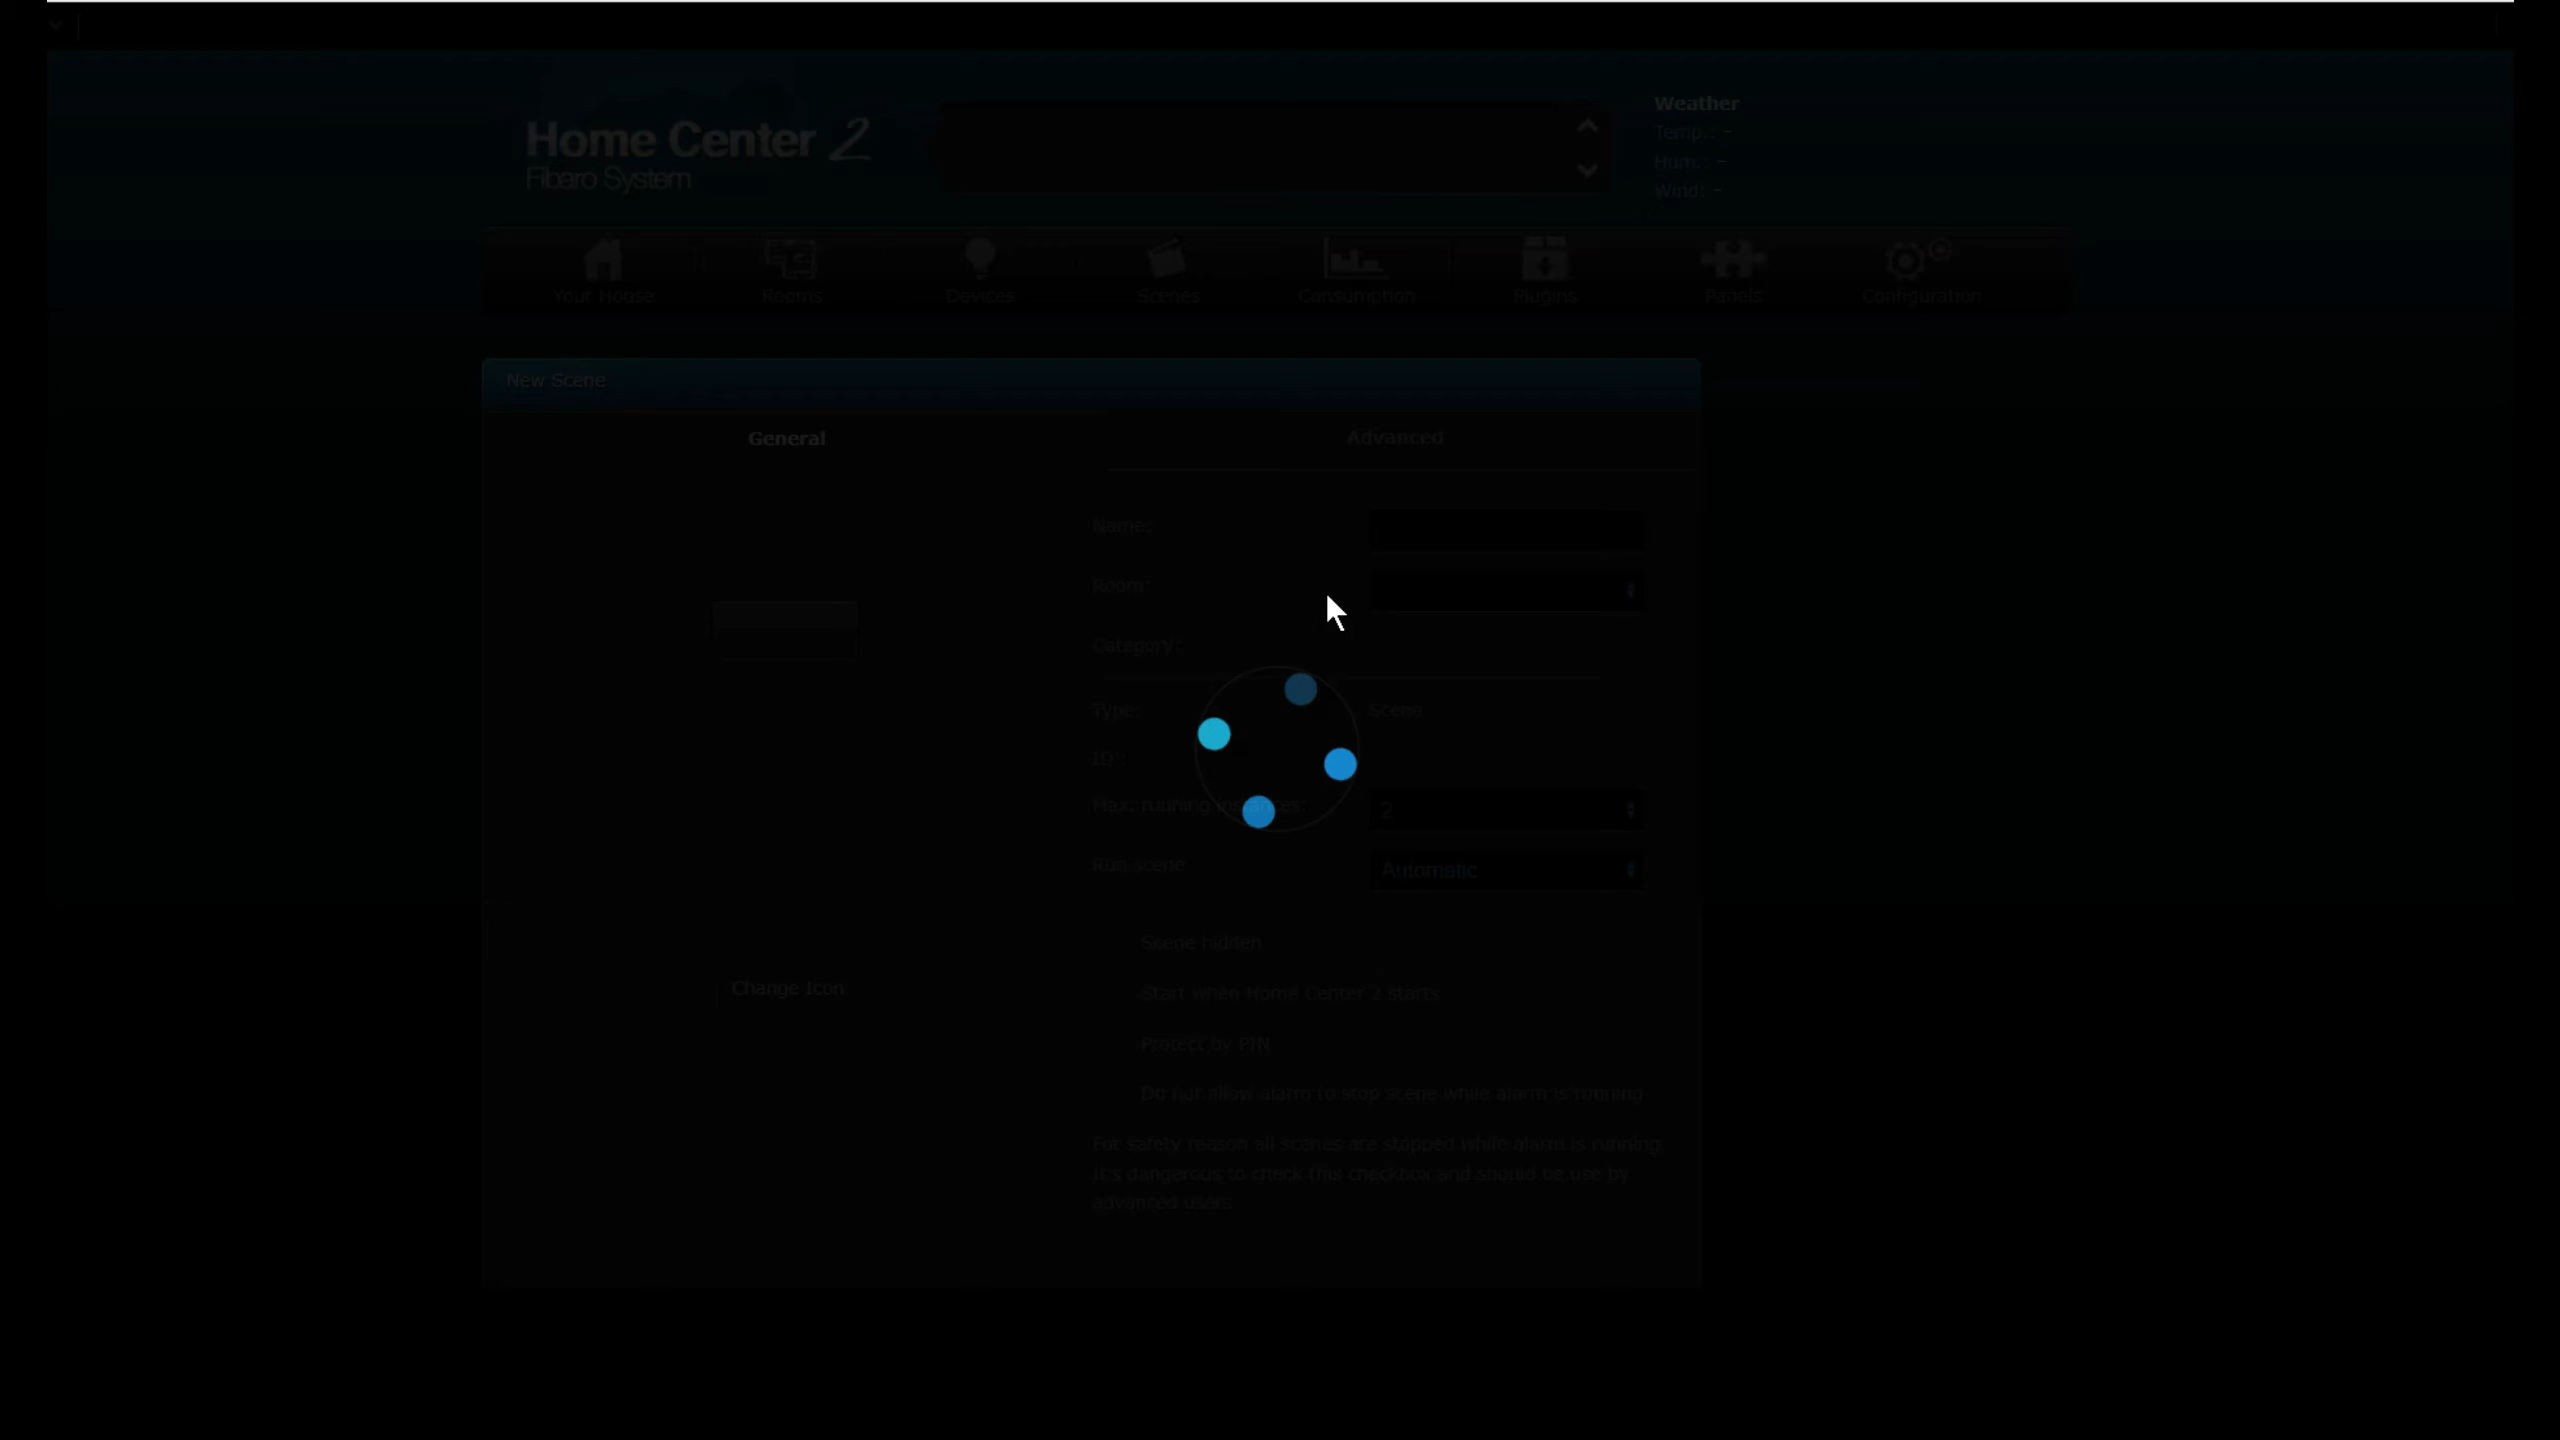 Home Center 2
Fibaro System
Weather
Temp.: -
Hum.: -
Wind: -
Your House
Rooms
Devices
Scenes
Consumption
Plugins
Panels
Configuration
New Scene
General
Advanced
Name:
Room:
Category:
Type: Scene
ID :
Max. running instances: 2
Run scene Automatic
Scene hidden
Start when Home Center 2 starts
Change Icon
Protect by PIN
Do not allow alarm to stop scene while alarm is running
For safety reason all scenes are stopped while alarm is running
It's dangerous to check this checkbox and should be use by
advanced users